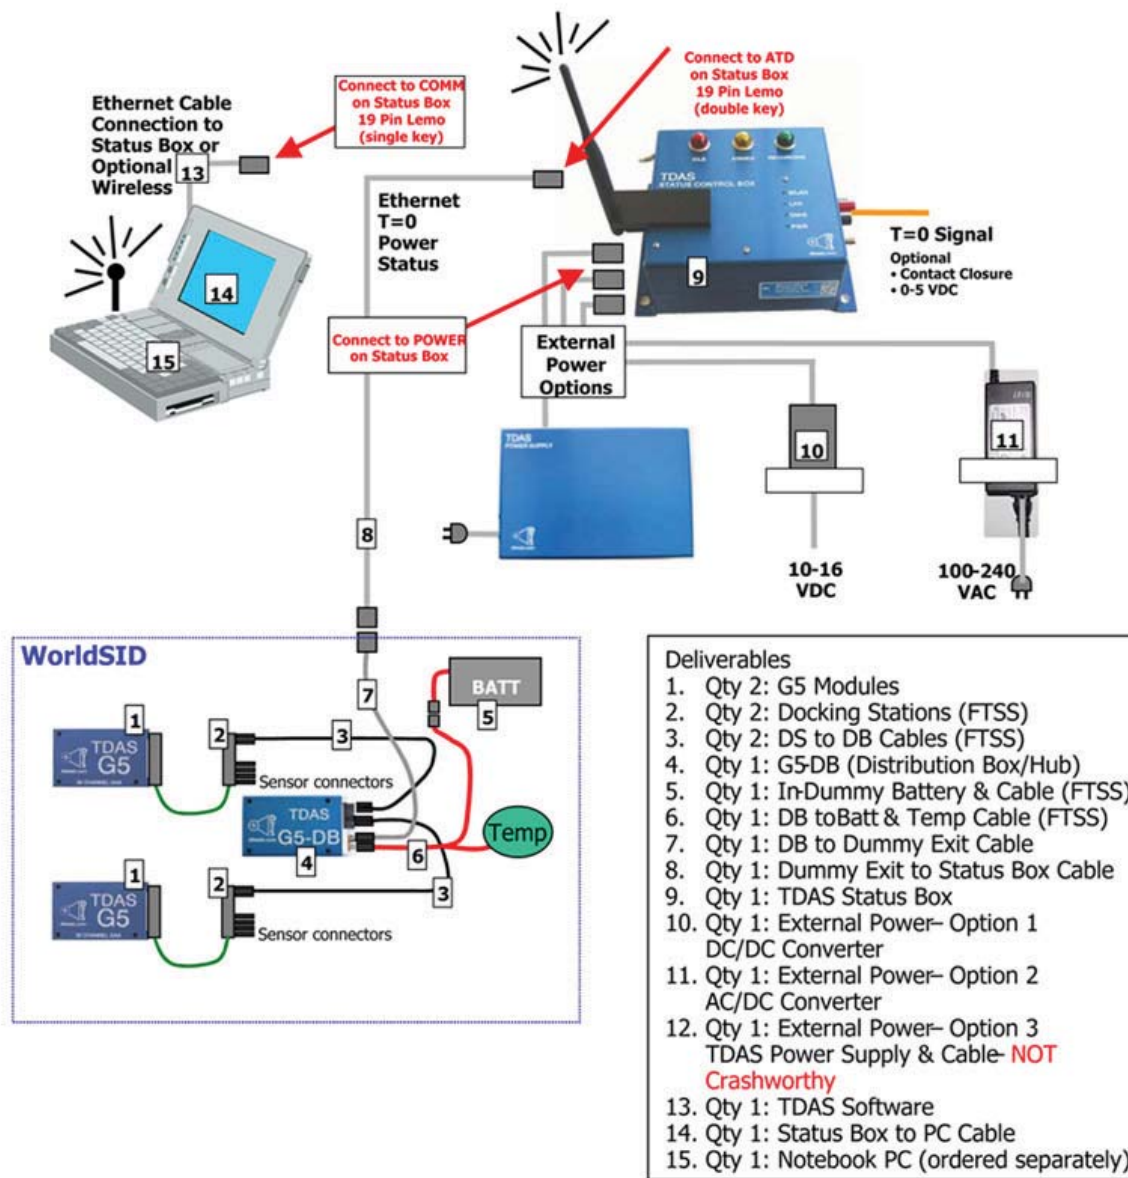 Ethernet Cable
Connection to
Status Box or
Optional
Wireless
13
Connect to COMM
on Status Box
19 Pin Lemo
(single key)
Connect to ATD
on Status Box
19 Pin Lemo
(double key)
Ethernet
T=0
Power
Status
TDAS
STATUS CONTROL BOX
9
T=0 Signal
Optional
• Contact Closure
• 0-5 VDC
14
15
Connect to POWER
on Status Box
External
Power
Options
TDAS
POWER SUPPLY
10
11
10-16
VDC
100-240
VAC
8
WorldSID
7
BATT
5
1
2
3
TDAS
G5
Sensor connectors
TDAS
G5-DB
4
6
Temp
3
1
2
TDAS
G5
Sensor connectors
Deliverables
1. Qty 2: G5 Modules
2. Qty 2: Docking Stations (FTSS)
3. Qty 2: DS to DB Cables (FTSS)
4. Qty 1: G5-DB (Distribution Box/Hub)
5. Qty 1: In-Dummy Battery & Cable (FTSS)
6. Qty 1: DB toBatt & Temp Cable (FTSS)
7. Qty 1: DB to Dummy Exit Cable
8. Qty 1: Dummy Exit to Status Box Cable
9. Qty 1: TDAS Status Box
10. Qty 1: External Power– Option 1
DC/DC Converter
11. Qty 1: External Power– Option 2
AC/DC Converter
12. Qty 1: External Power– Option 3
TDAS Power Supply & Cable- NOT
Crashworthy
13. Qty 1: TDAS Software
14. Qty 1: Status Box to PC Cable
15. Qty 1: Notebook PC (ordered separately)